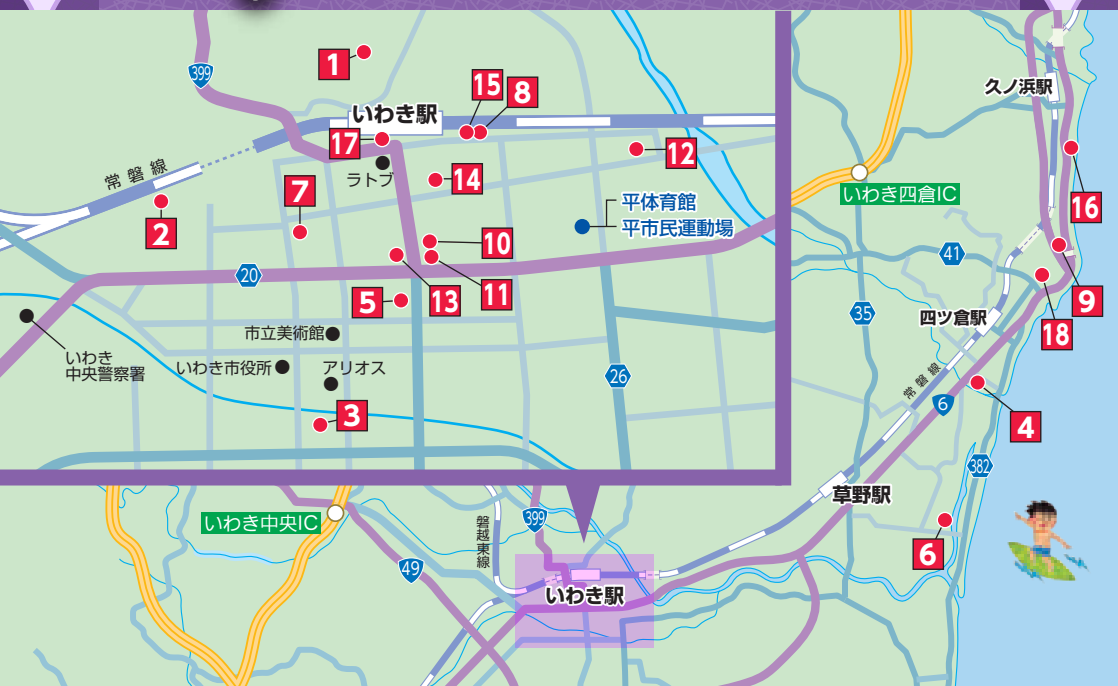 1
399
15
8
いわき駅
17
ラトブ
12
常磐線
14
7
2
平体育館
平市民運動場
10
20
13
11
5
市立美術館
いわき
中央警察署
いわき市役所
アリオス
26
3
久ノ浜駅
いわき四倉IC
16
41
9
35
四ツ倉駅
18
常磐線
6
4
382
草野駅
6
いわき中央IC
磐越東線
399
49
いわき駅